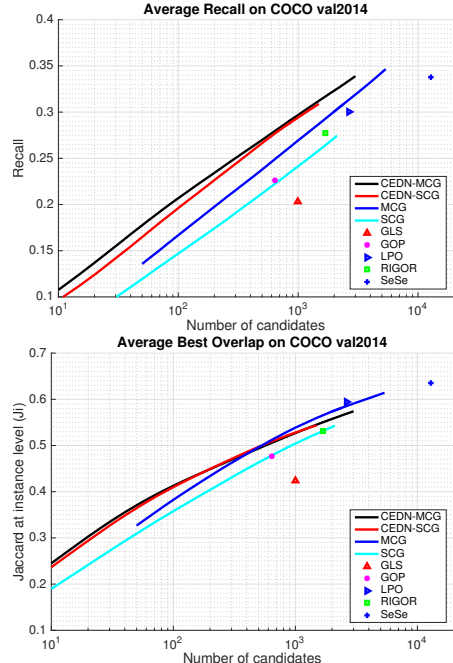 Average Recall on COCO val2014
0.4
0.35
0.3
0.25
0.2
0.15
0.1
Recall
CEDN-MCG
CEDN-SCG
MCG
SCG
GLS
GOP
LPO
RIGOR
SeSe
10^1 10^2 10^3 10^4
Number of candidates
Average Best Overlap on COCO val2014
0.7
0.6
0.5
0.4
0.3
0.2
0.1
Jaccard at instance level (Ji)
CEDN-MCG
CEDN-SCG
MCG
SCG
GLS
GOP
LPO
RIGOR
SeSe
10^1 10^2 10^3 10^4
Number of candidates